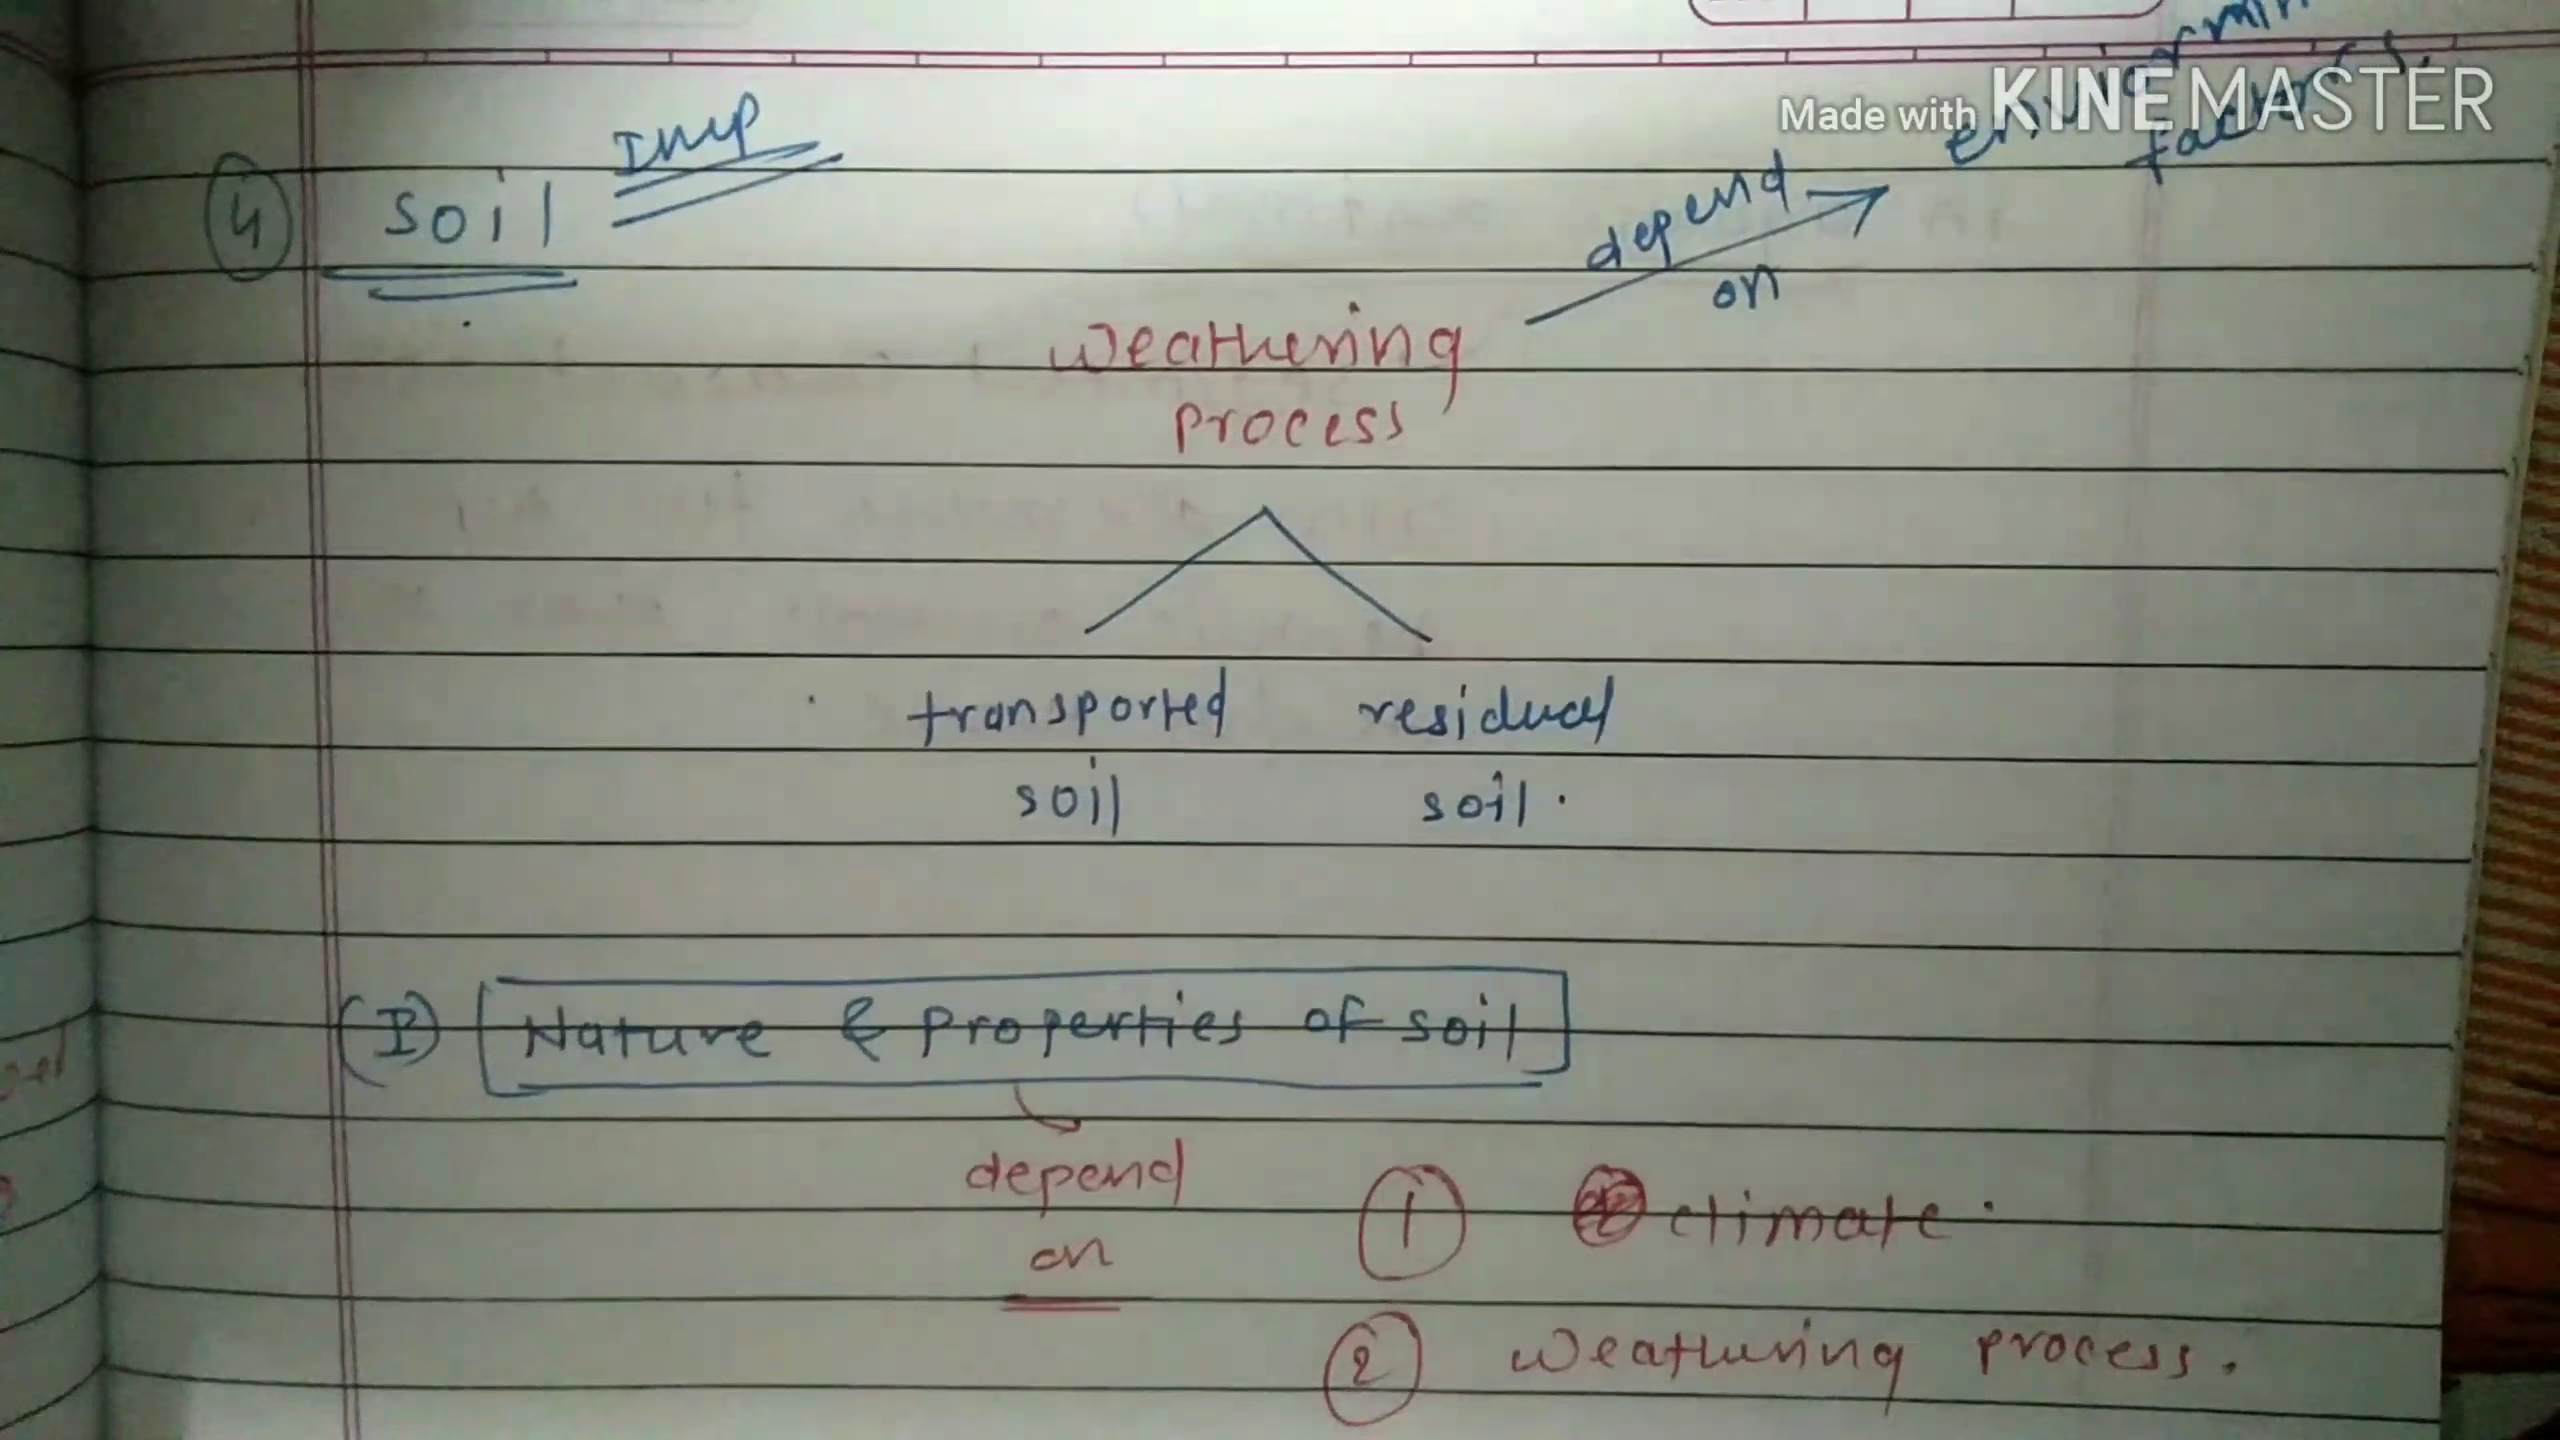 Made with KINEMASTER
factors.
④ soil Imp
depend
on
weathering
process
transported residual
soil soil.
(I) Nature & Properties of soil
depend
on
① climate.
② weathering process.